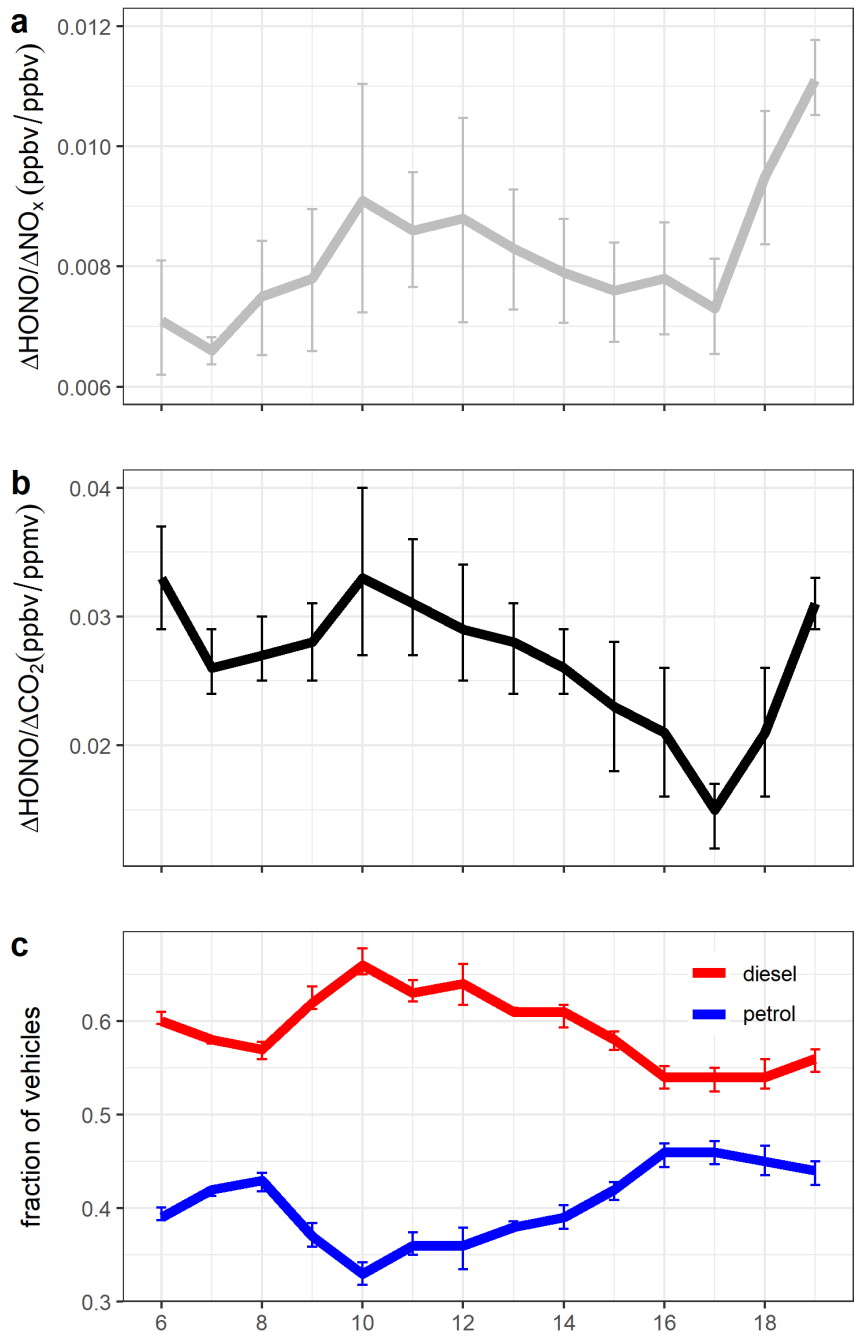 a
ΔHONO/ΔNOₓ (ppbv/ppbv)
0.012
0.010
0.008
0.006
b
ΔHONO/ΔCO₂(ppbv/ppmv)
0.04
0.03
0.02
c
fraction of vehicles
0.6
0.5
0.4
0.3
diesel
petrol
6 8 10 12 14 16 18